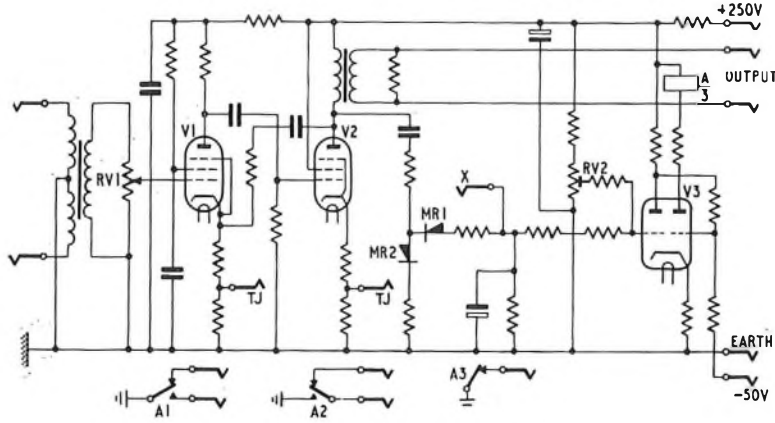 +250V
A
3
OUTPUT
V1
V2
RV1
X
RV2
V3
MR1
MR2
TJ
TJ
EARTH
A1
A2
A3
-50V